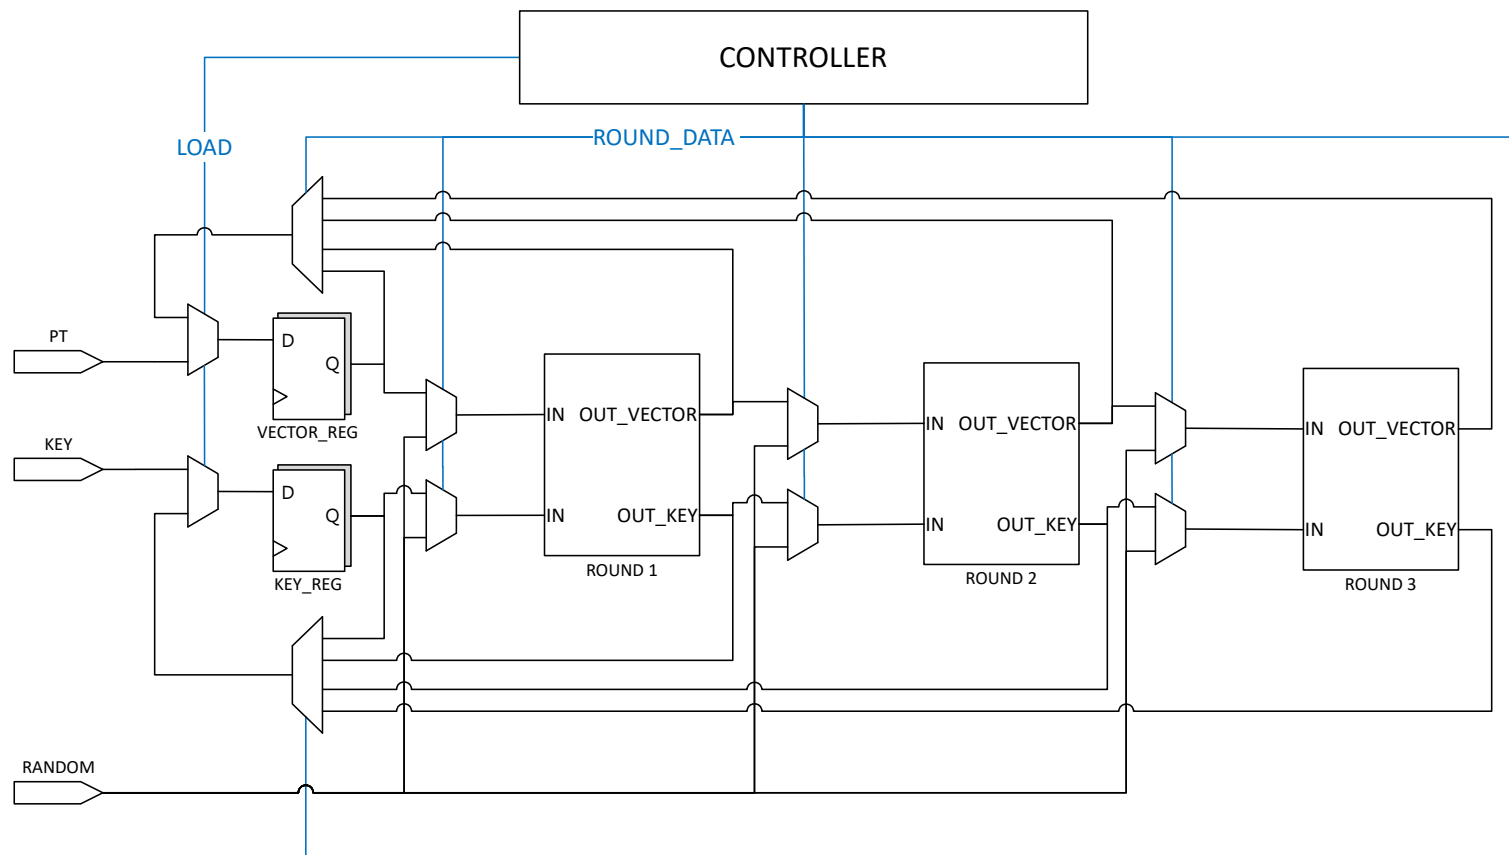 CONTROLLER
LOAD
ROUND_DATA
PT
D
Q
VECTOR_REG
KEY
D
Q
KEY_REG
IN
OUT_VECTOR
IN
OUT_KEY
ROUND 1
IN
OUT_VECTOR
IN
OUT_KEY
ROUND 2
IN
OUT_VECTOR
IN
OUT_KEY
ROUND 3
RANDOM